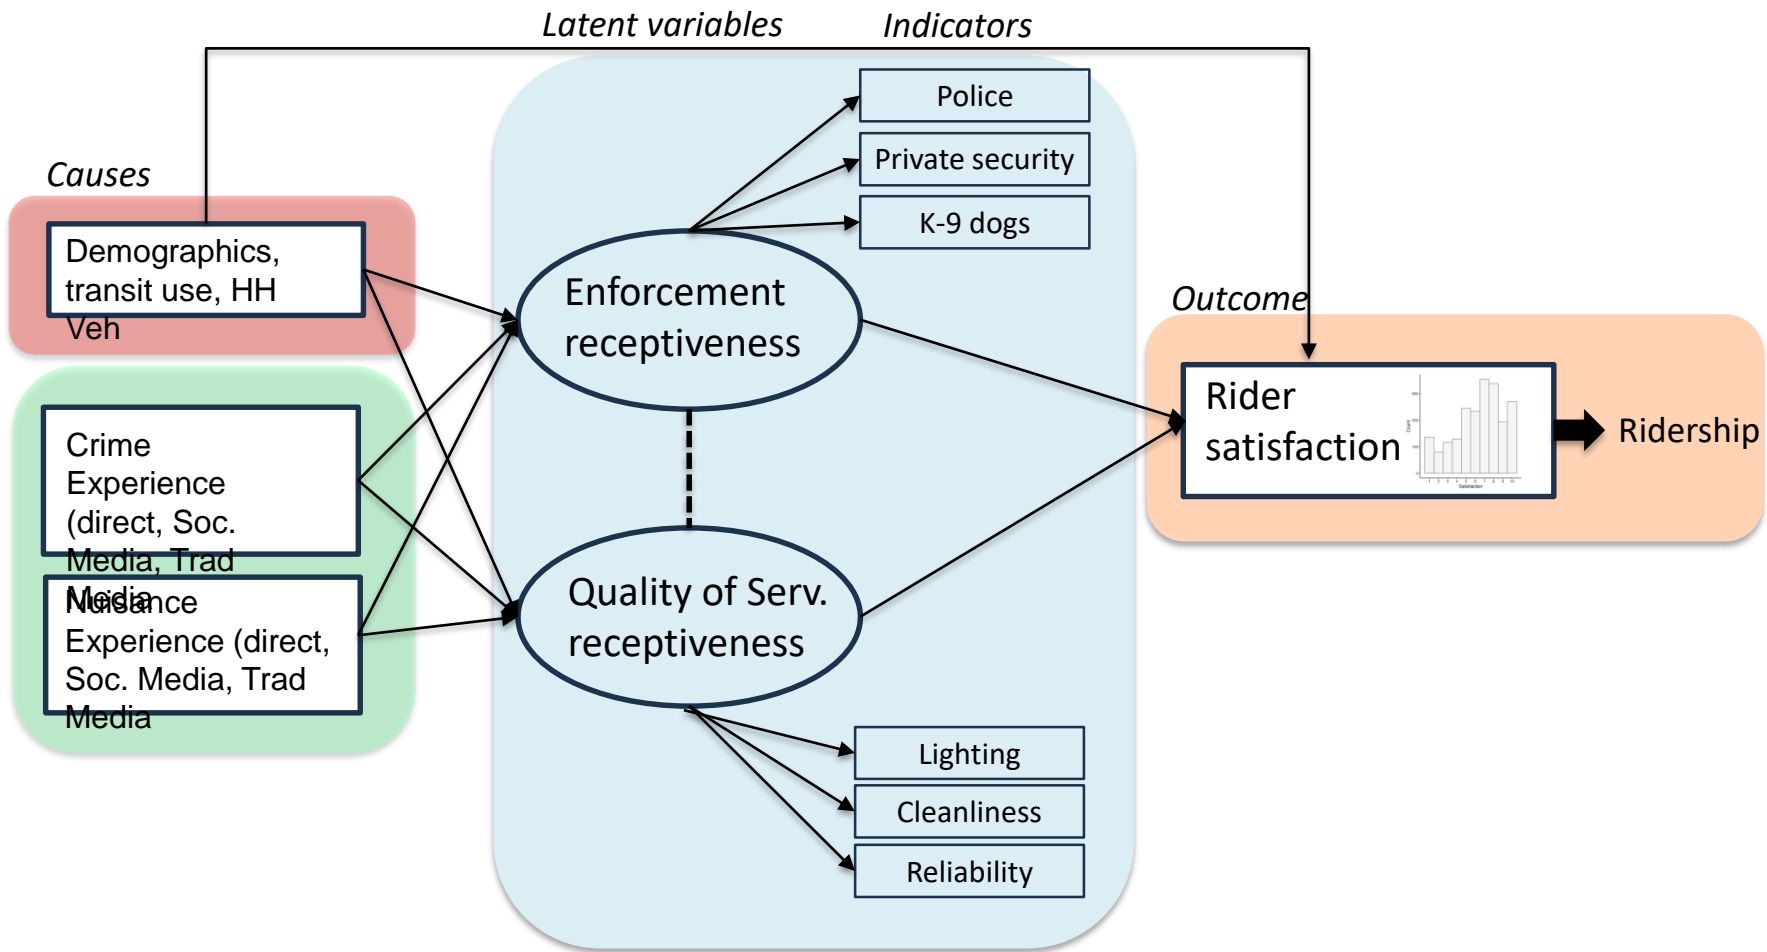 Latent variables
Indicators
Causes
Demographics,
transit use, HH
Veh
Crime
Experience
(direct, Soc.
Media, Trad
Media
Nuisance
Experience (direct,
Soc. Media, Trad
Media
Enforcement
receptiveness
Quality of Serv.
receptiveness
Police
Private security
K-9 dogs
Lighting
Cleanliness
Reliability
Outcome
Rider
satisfaction
Count
Satisfaction
Ridership